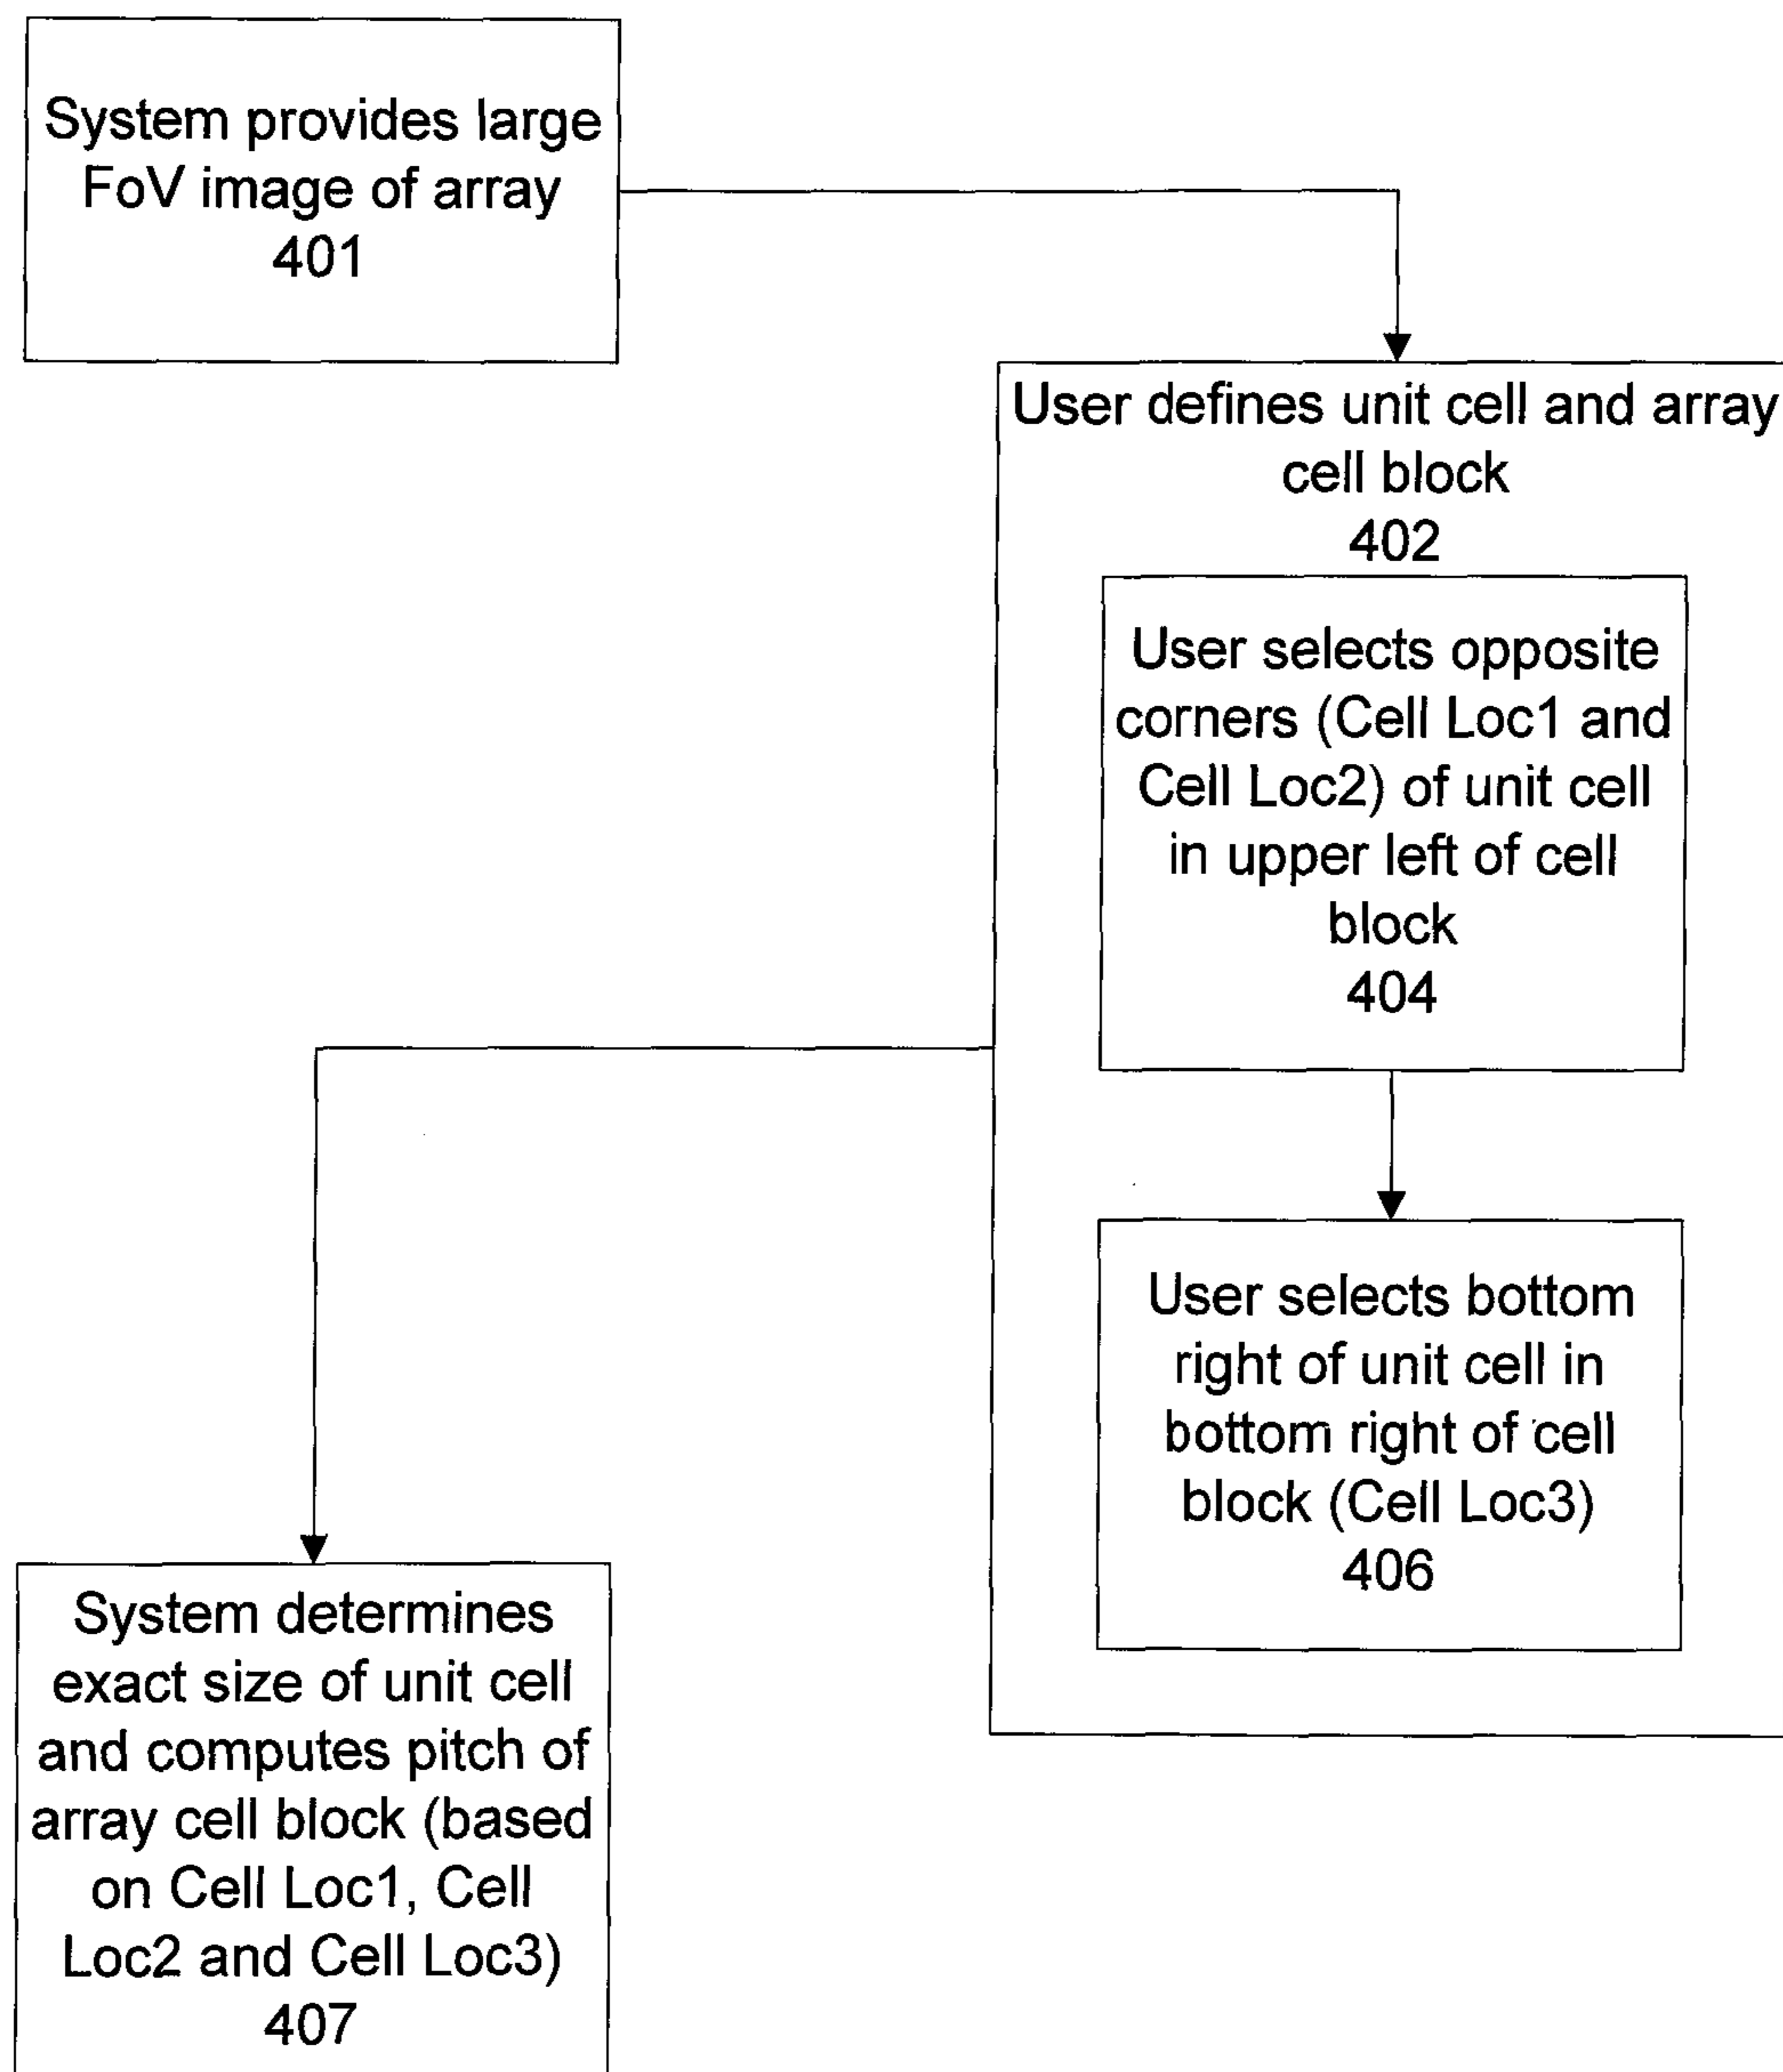 System provides large
FoV image of array
401
User defines unit cell and array
cell block
402
User selects opposite
corners (Cell Loc1 and
Cell Loc2) of unit cell
in upper left of cell
block
404
User selects bottom
right of unit cell in
bottom right of cell
block (Cell Loc3)
406
System determines
exact size of unit cell
and computes pitch of
array cell block (based
on Cell Loc1, Cell
Loc2 and Cell Loc3)
407